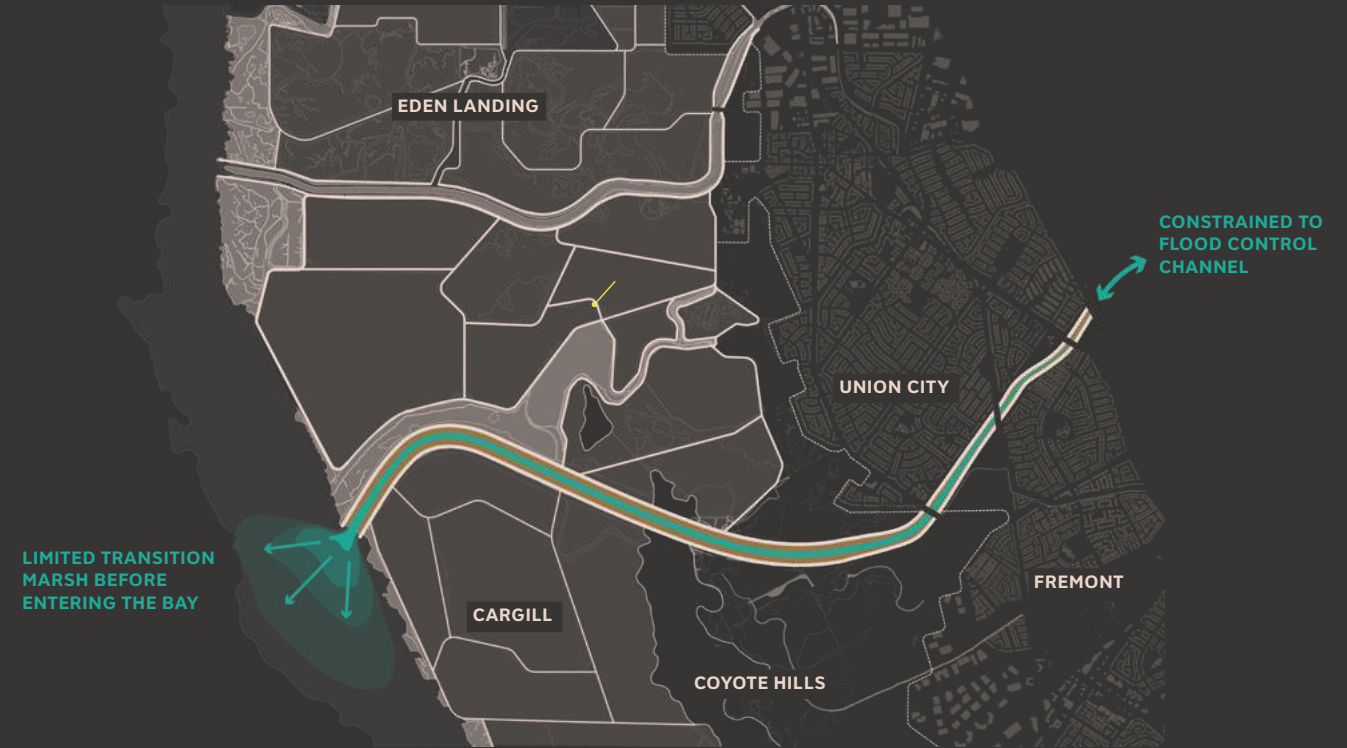 EDEN LANDING
CONSTRAINED TO
FLOOD CONTROL
CHANNEL
UNION CITY
LIMITED TRANSITION
MARSH BEFORE
ENTERING THE BAY
FREMONT
CARGILL
COYOTE HILLS